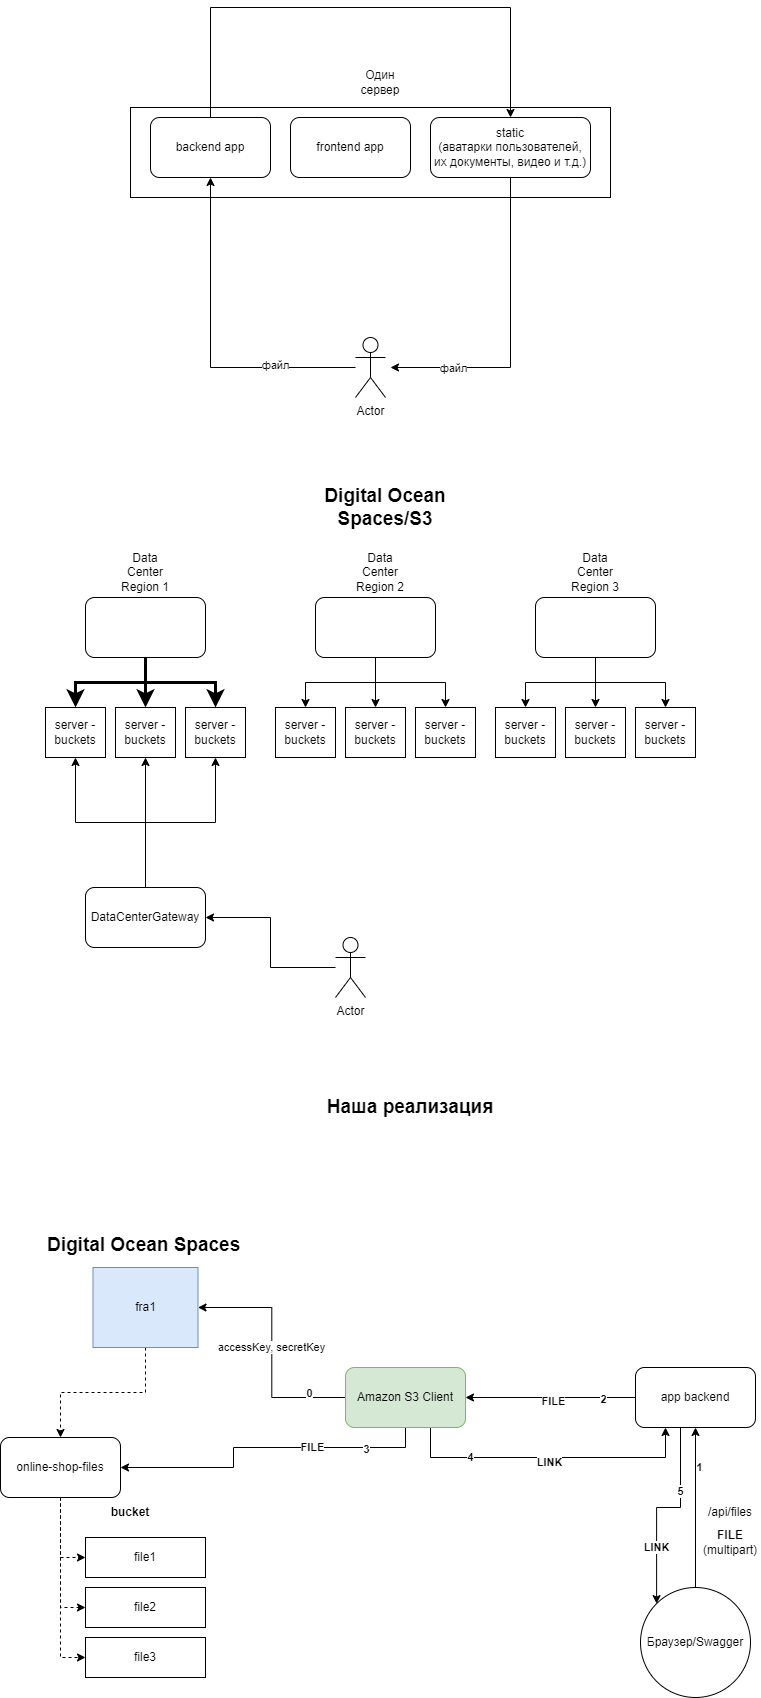 Один
сервер
backend app
frontend app
static
(аватарки пользователей,
их документы, видео и т.д.)
файл
файл
Actor
Digital Ocean
Spaces/S3
Data
Center
Region 1
Data
Center
Region 2
Data
Center
Region 3
server -
buckets
server -
buckets
server -
buckets
server -
buckets
server -
buckets
server -
buckets
server -
buckets
server -
buckets
server -
buckets
DataCenterGateway
Actor
Наша реализация
Digital Ocean Spaces
fra1
accessKey, secretKey
0
Amazon S3 Client
FILE
2
app backend
online-shop-files
FILE
3
4
LINK
1
5
bucket
/api/files
FILE
(multipart)
LINK
file1
file2
file3
Браузер/Swagger